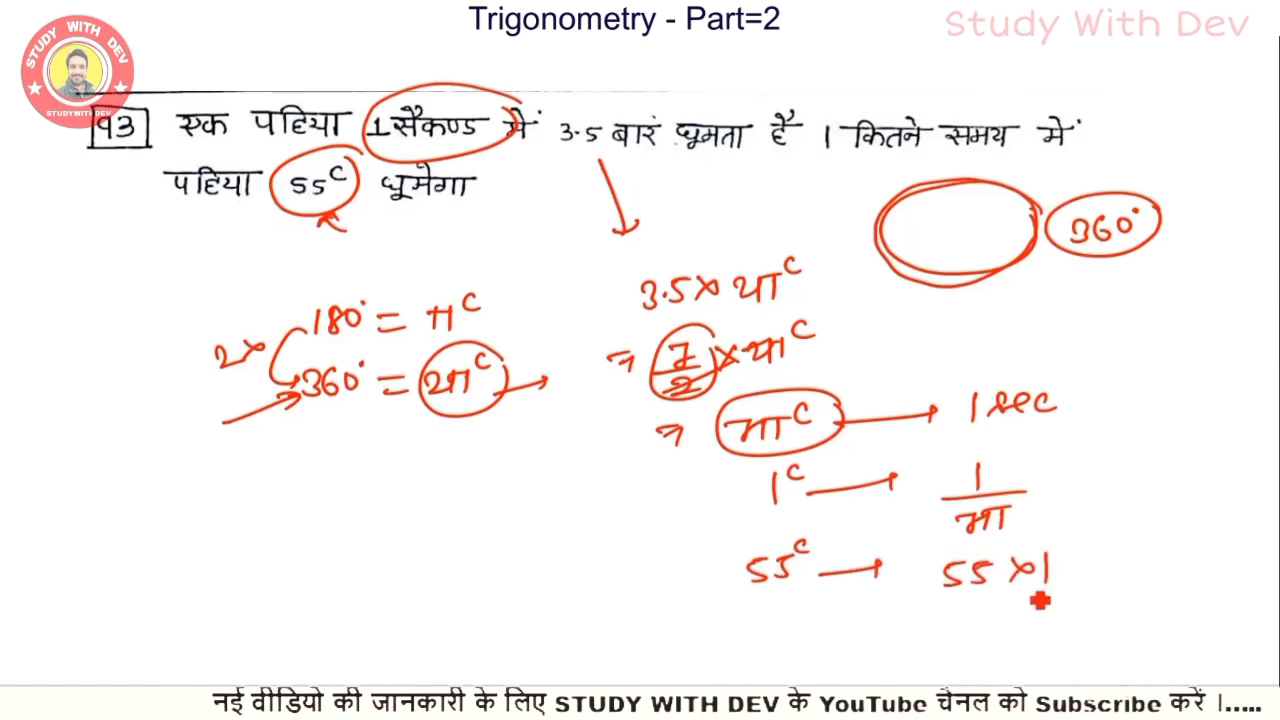 Trigonometry - Part=2
Study With Dev
STUDY WITH DEV
STUDYWITHDEV
93 एक पहिया 1 सैकण्ड में 3.5 बार घूमता है । कितने समय में
पहिया 55ᶜ घूमेगा
360°
180° = πᶜ
2×
360° = 2πᶜ
3.5 × 2πᶜ
⇒ 7/2 × 2πᶜ
⇒ 7πᶜ → 1 sec
1ᶜ → 1/7π
55ᶜ → 55 × 1
नई वीडियो की जानकारी के लिए STUDY WITH DEV के YouTube चैनल को Subscribe करें ।.....